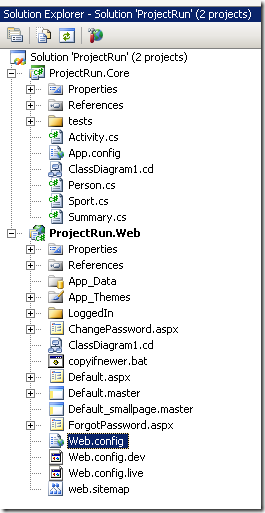 Solution Explorer - Solution 'ProjectRun' (2 projects)
Solution 'ProjectRun' (2 projects)
ProjectRun.Core
Properties
References
tests
Activity.cs
App.config
ClassDiagram1.cd
Person.cs
Sport.cs
Summary.cs
ProjectRun.Web
Properties
References
App_Data
App_Themes
LoggedIn
ChangePassword.aspx
ClassDiagram1.cd
copyifnewer.bat
Default.aspx
Default.master
Default_smallpage.master
ForgotPassword.aspx
Web.config
Web.config.dev
Web.config.live
web.sitemap